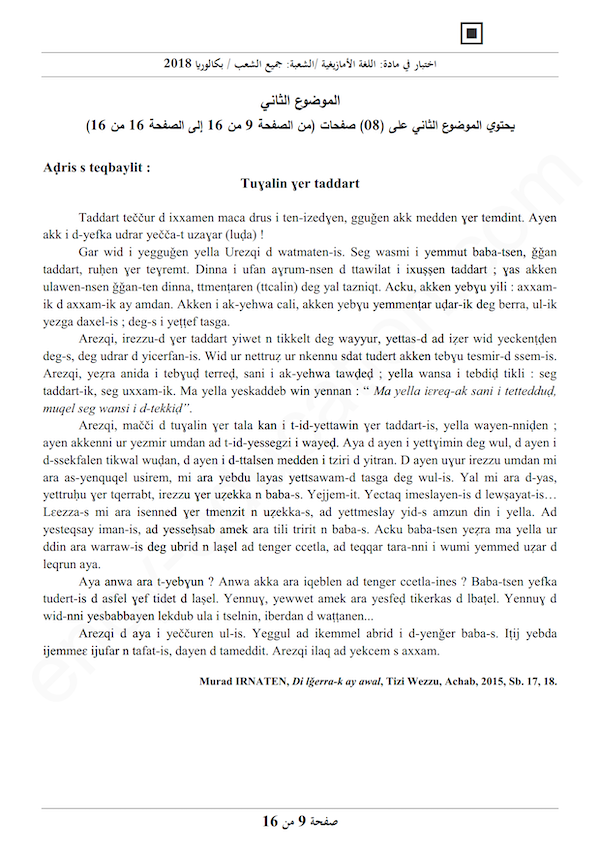 اختبار في مادة: اللغة الأمازيغية /الشعبة: جميع الشعب / بكالوريا 2018
الموضوع الثاني
يحتوي الموضوع الثاني على (08) صفحات (من الصفحة 9 من 16 إلى الصفحة 16 من 16)
Aḍris s teqbaylit :
Tuɣalin ɣer taddart
Taddart teččur d ixxamen maca drus i ten-izedɣen, gguǧen akk medden ɣer temdint. Ayen
akk i d-yefka udrar yečča-t uzaɣar (luḍa) !
Gar wid i yegguǧen yella Urezqi d watmaten-is. Seg wasmi i yemmut baba-tsen, ǧǧan
taddart, ruḥen ɣer teɣremt. Dinna i ufan aɣrum-nsen d ttawilat i ixuṣṣen taddart ; ɣas akken
ulawen-nsen ǧǧan-ten dinna, ttmenṭaren (ttcalin) deg yal tazniqt. Acku, akken yebɣu yili : axxam-
ik d axxam-ik ay amdan. Akken i ak-yehwa cali, akken yebɣu yemmenṭar uḍar-ik deg berra, ul-ik
yezga daxel-is ; deg-s i yeṭṭef tasga.
Arezqi, irezzu-d ɣer taddart yiwet n tikkelt deg wayyur, yettas-d ad iẓer wid yeckenṭḍen
deg-s, deg udrar d yicerfan-is. Wid ur nettruẓ ur nkennu sdat tudert akken tebɣu tesmir-d ssem-is.
Arezqi, yeẓra anida i tebɣuḍ terreḍ, sani i ak-yehwa tawḍeḍ ; yella wansa i tebdiḍ tikli : seg
taddart-ik, seg uxxam-ik. Ma yella yeskaddeb win yennan : “ Ma yella iɛreq-ak sani i tettedduḍ,
muqel seg wansi i d-tekkiḍ”.
Arezqi, mačči d tuɣalin ɣer tala kan i t-id-yettawin ɣer taddart-is, yella wayen-nniḍen ;
ayen akkenni ur yezmir umdan ad t-id-yessegzi i wayeḍ. Aya d ayen i yettɣimin deg wul, d ayen i
d-ssekfalen tikwal wuḍan, d ayen i d-ttalsen medden i tziri d yitran. D ayen uɣur irezzu umdan mi
ara as-yenquqel usirem, mi ara yebdu layas yettsawam-d tasga deg wul-is. Yal mi ara d-yas,
yettruḥu ɣer tqerrabt, irezzu ɣer uẓekka n baba-s. Yejjem-it. Yectaq imeslayen-is d lewṣayat-is…
Lɛezza-s mi ara isenned ɣer tmenzit n uẓekka-s, ad yettmeslay yid-s amzun din i yella. Ad
yesteqsay iman-is, ad yesseḥsab amek ara tili tririt n baba-s. Acku baba-tsen yeẓra ma yella ur
ddin ara warraw-is deg ubrid n laṣel ad tenger ccetla, ad teqqar tara-nni i wumi yemmed uẓar d
leqrun aya.
Aya anwa ara t-yebɣun ? Anwa akka ara iqeblen ad tenger ccetla-ines ? Baba-tsen yefka
tudert-is d asfel ɣef tidet d laṣel. Yennuɣ, yewwet amek ara yesfeḍ tikerkas d lbaṭel. Yennuɣ d
wid-nni yesbabbayen lekdub ula i tselnin, iberdan d waṭṭanen...
Arezqi d aya i yeččuren ul-is. Yeggul ad ikemmel abrid i d-yenǧer baba-s. Iṭij yebda
ijemmeɛ ijufar n tafat-is, dayen d tameddit. Arezqi ilaq ad yekcem s axxam.
Murad IRNATEN, Di lǧerra-k ay awal, Tizi Wezzu, Achab, 2015, Sb. 17, 18.
صفحة 9 من 16